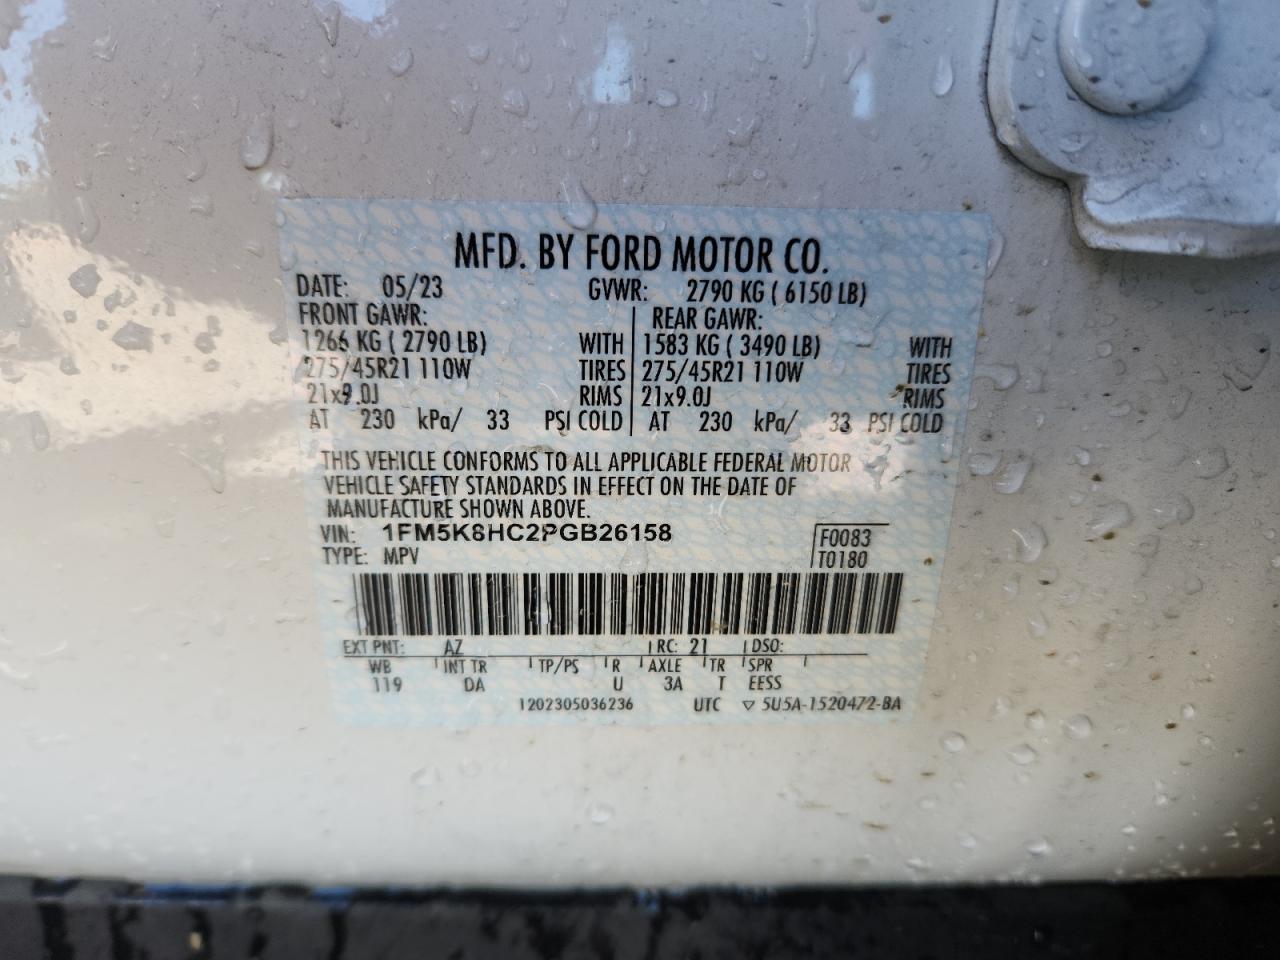 MFD. BY FORD MOTOR CO.
DATE: 05/23 GVWR: 2790 KG ( 6150 LB)
FRONT GAWR: REAR GAWR:
1266 KG ( 2790 LB) WITH 1583 KG ( 3490 LB) WITH
275/45R21 110W TIRES 275/45R21 110W TIRES
21x9.0J RIMS 21x9.0J RIMS
AT 230 kPa/ 33 PSI COLD AT 230 kPa/ 33 PSI COLD
THIS VEHICLE CONFORMS TO ALL APPLICABLE FEDERAL MOTOR
VEHICLE SAFETY STANDARDS IN EFFECT ON THE DATE OF
MANUFACTURE SHOWN ABOVE.
VIN: 1FM5K8HC2PGB26158 F0083
TYPE: MPV T0180
EXT PNT: AZ RC: 21 DSO:
WB INT TR TP/PS R AXLE TR SPR
119 DA U 3A T EESS
1202305036236 UTC ▽ 5U5A-1520472-BA